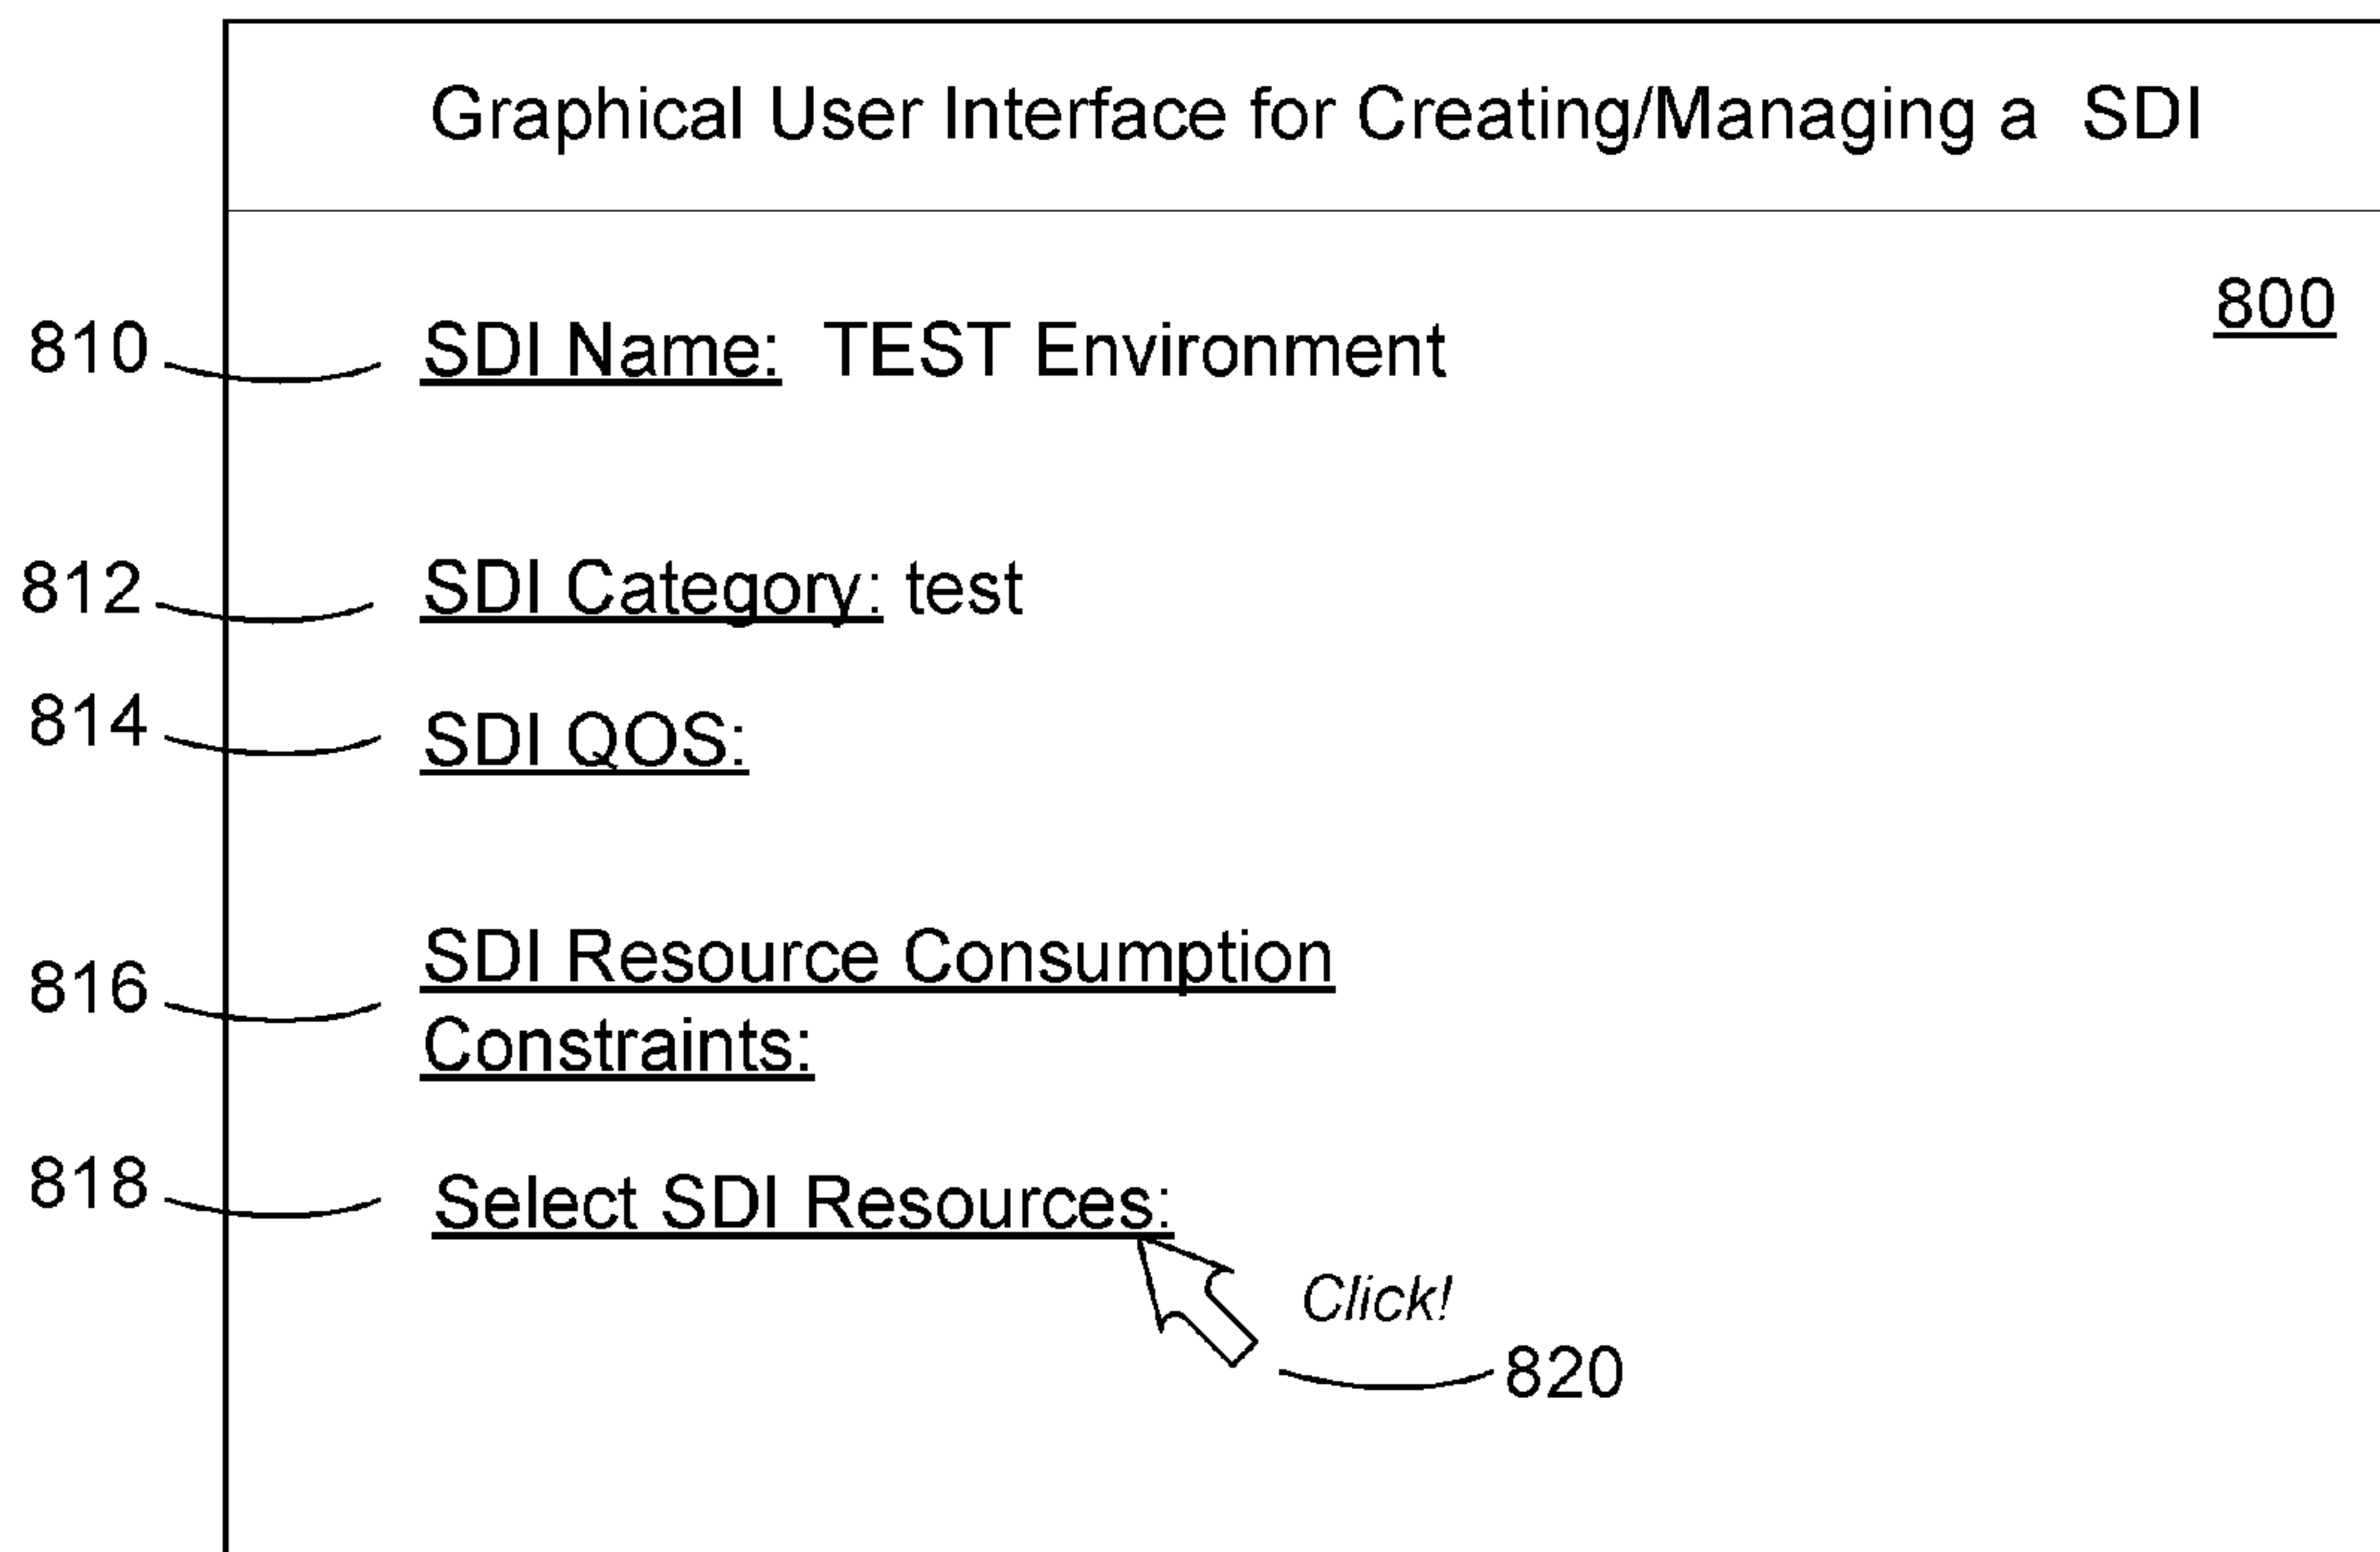 Graphical User Interface for Creating/Managing a SDI
800
810 SDI Name: TEST Environment
812 SDI Category: test
814 SDI QOS:
816 SDI Resource Consumption
Constraints:
818 Select SDI Resources:
Click!
820